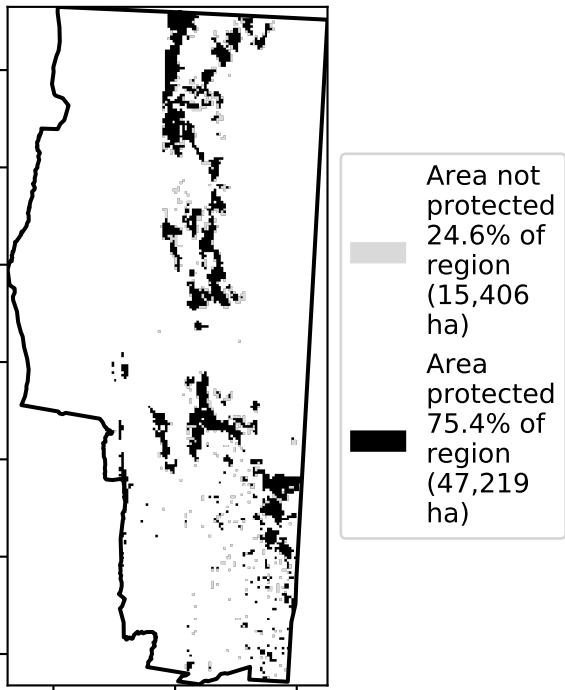 Area not
protected
24.6% of
region
(15,406
ha)
Area
protected
75.4% of
region
(47,219
ha)